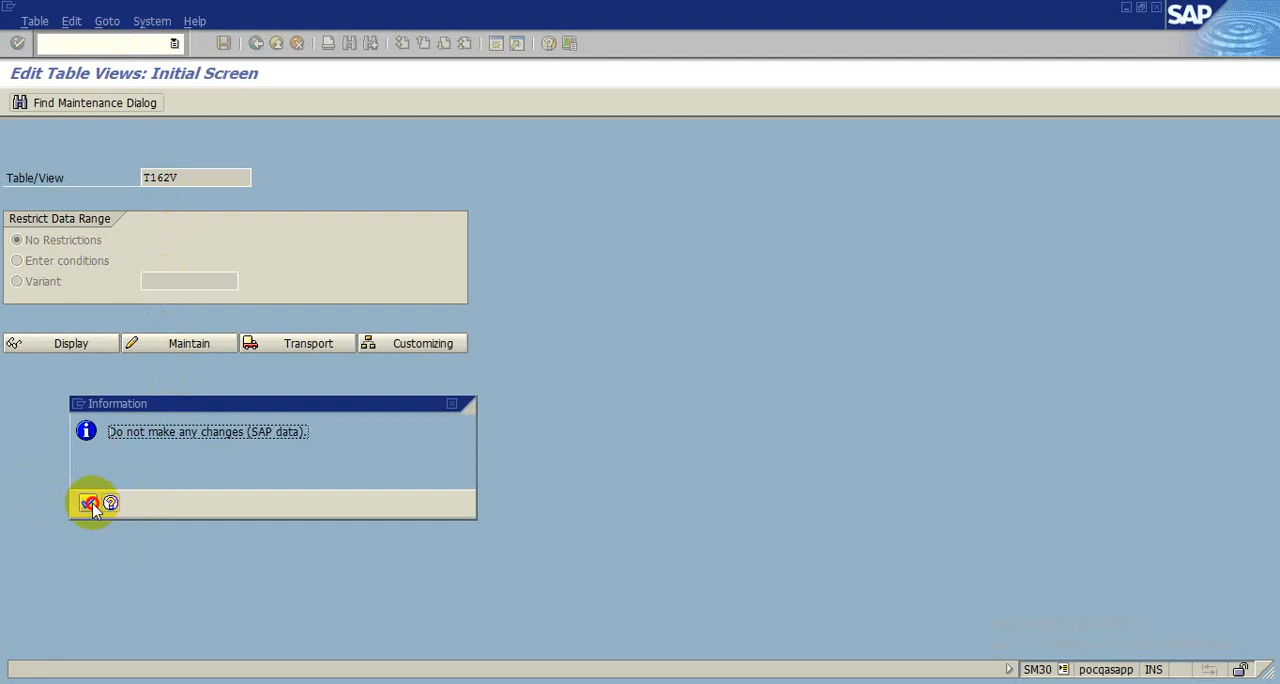 Table Edit Goto System Help
SAP
Edit Table Views: Initial Screen
Find Maintenance Dialog
Table/View T162V
Restrict Data Range
No Restrictions
Enter conditions
Variant
Display Maintain Transport Customizing
Information
Do not make any changes (SAP data).
SM30 pocqasapp INS